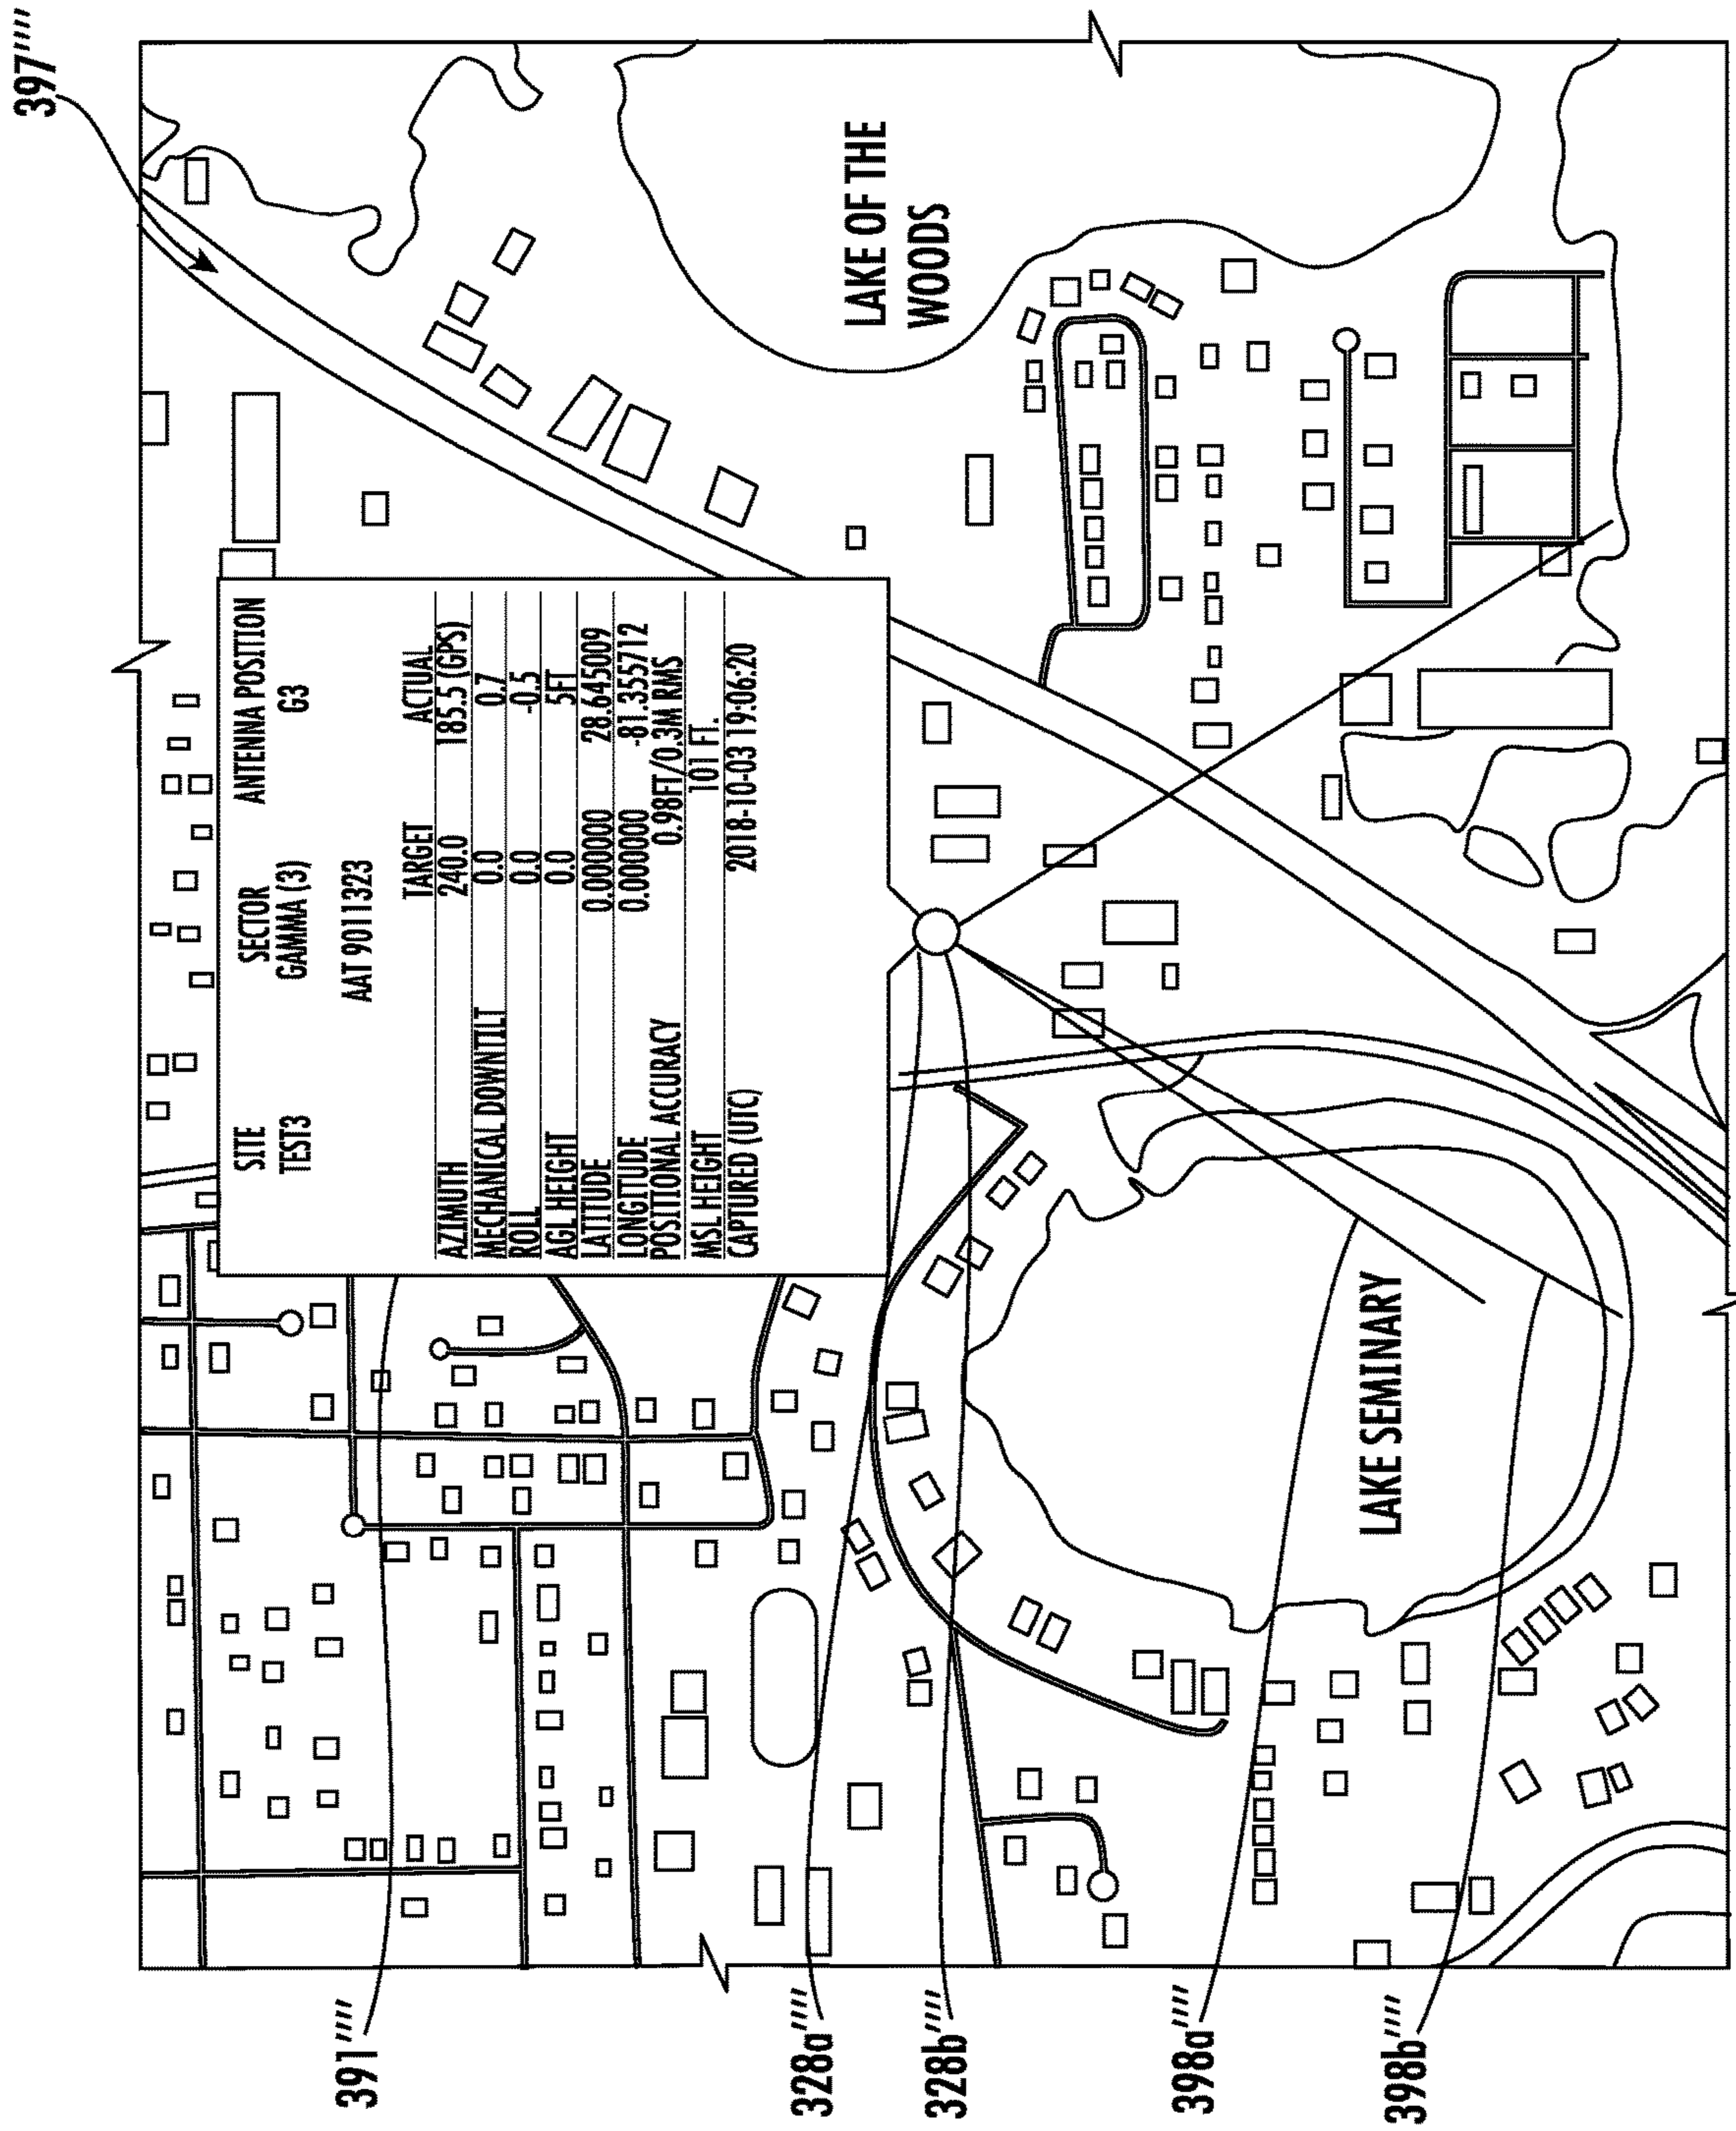 397''''
SITE SECTOR ANTENNA POSITION
TEST3 GAMMA (3) G3
AAT 9011323
TARGET ACTUAL
AZIMUTH 240.0 185.5 (GPS)
MECHANICAL DOWNTILT 0.0 0.7
ROLL 0.0 -0.5
AGL HEIGHT 0.0 5FT
LATITUDE 0.0000000 28.645009
LONGITUDE 0.000000 -81.355712
POSITIONAL ACCURACY 0.98FT/0.3M RMS
MSL HEIGHT 101 FT.
CAPTURED (UTC) 2018-10-03 19:06:20
LAKE OF THE
WOODS
LAKE SEMINARY
391''''
328a''''
328b''''
398a''''
398b''''